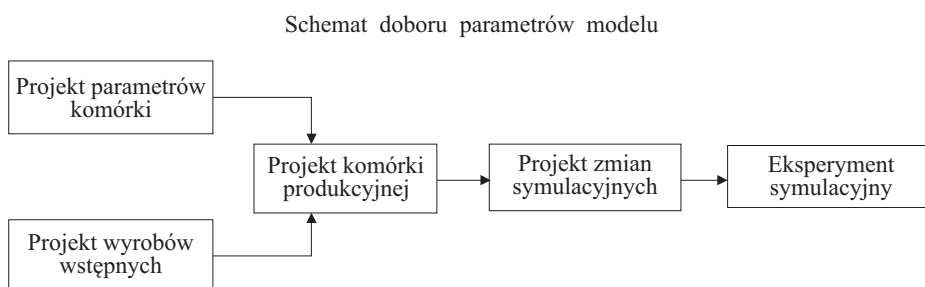 Schemat doboru parametrów modelu
Projekt parametrów
komórki
Projekt komórki
produkcyjnej
Projekt zmian
symulacyjnych
Eksperyment
symulacyjny
Projekt wyrobów
wstępnych